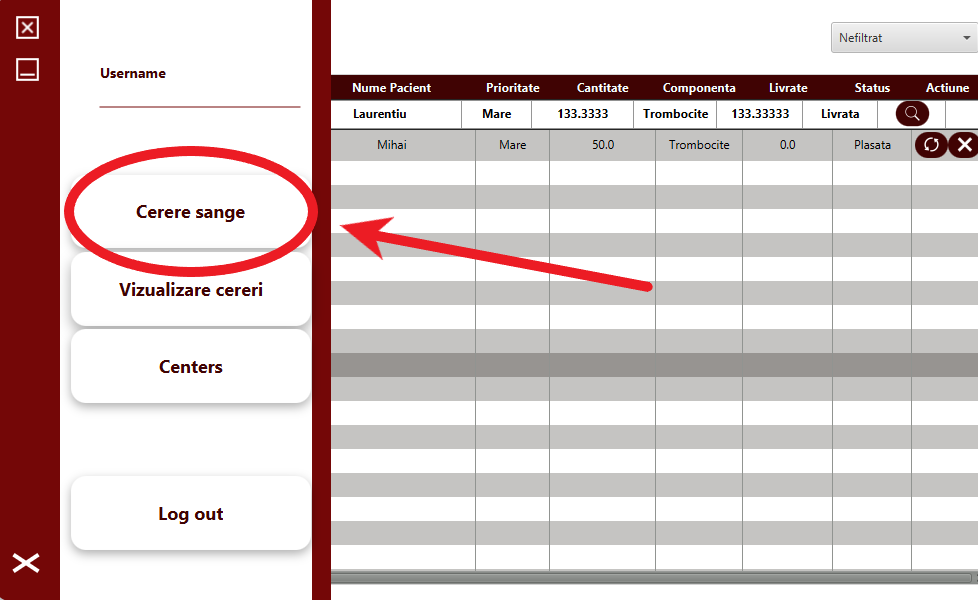 Nefiltrat
Username
Nume Pacient Prioritate Cantitate Componenta Livrate Status Actiune
Laurentiu Mare 133.3333 Trombocite 133.33333 Livrata
Mihai Mare 50.0 Trombocite 0.0 Plasata
Cerere sange
Vizualizare cereri
Centers
Log out